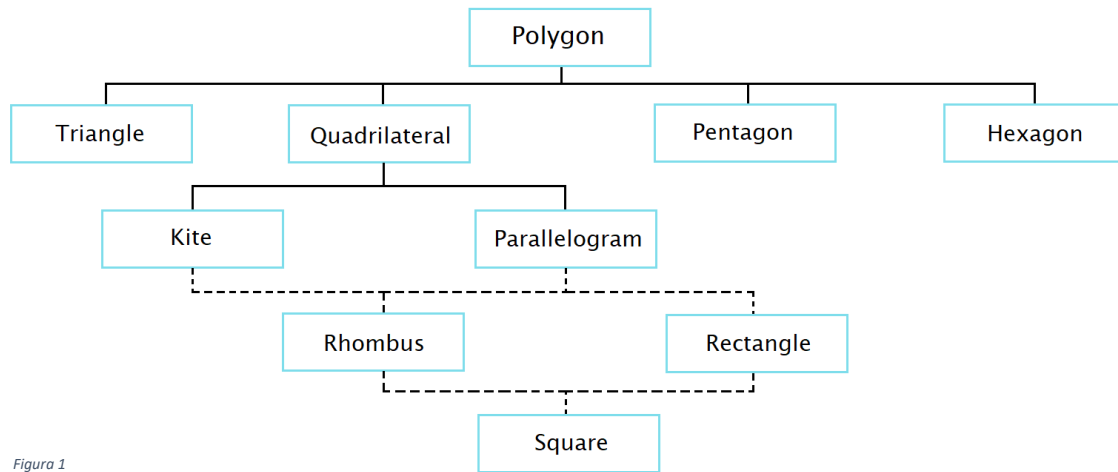 Polygon
Triangle
Quadrilateral
Pentagon
Hexagon
Kite
Parallelogram
Rhombus
Rectangle
Square
Figura 1